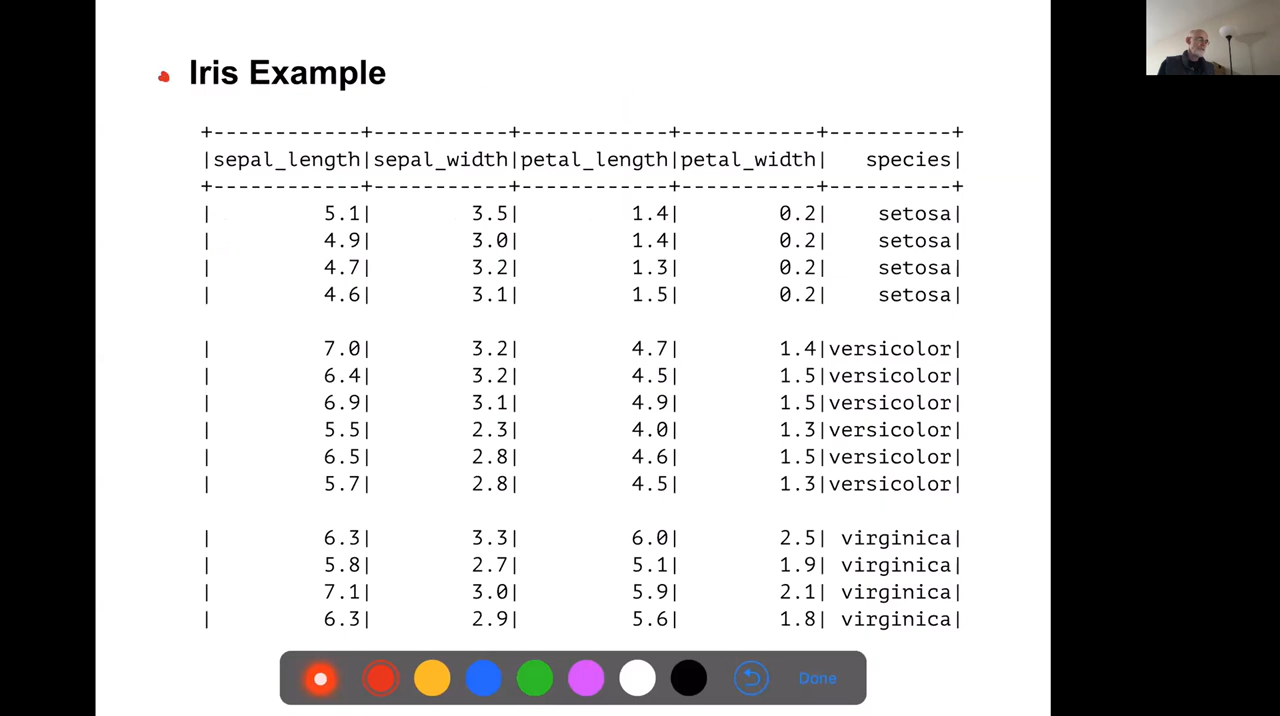 Iris Example
+------------+-----------+------------+-----------+----------+
|sepal_length|sepal_width|petal_length|petal_width|   species|
+------------+-----------+------------+-----------+----------+
|         5.1|        3.5|         1.4|        0.2|    setosa|
|         4.9|        3.0|         1.4|        0.2|    setosa|
|         4.7|        3.2|         1.3|        0.2|    setosa|
|         4.6|        3.1|         1.5|        0.2|    setosa|
|         7.0|        3.2|         4.7|        1.4|versicolor|
|         6.4|        3.2|         4.5|        1.5|versicolor|
|         6.9|        3.1|         4.9|        1.5|versicolor|
|         5.5|        2.3|         4.0|        1.3|versicolor|
|         6.5|        2.8|         4.6|        1.5|versicolor|
|         5.7|        2.8|         4.5|        1.3|versicolor|
|         6.3|        3.3|         6.0|        2.5| virginica|
|         5.8|        2.7|         5.1|        1.9| virginica|
|         7.1|        3.0|         5.9|        2.1| virginica|
|         6.3|        2.9|         5.6|        1.8| virginica|
Done